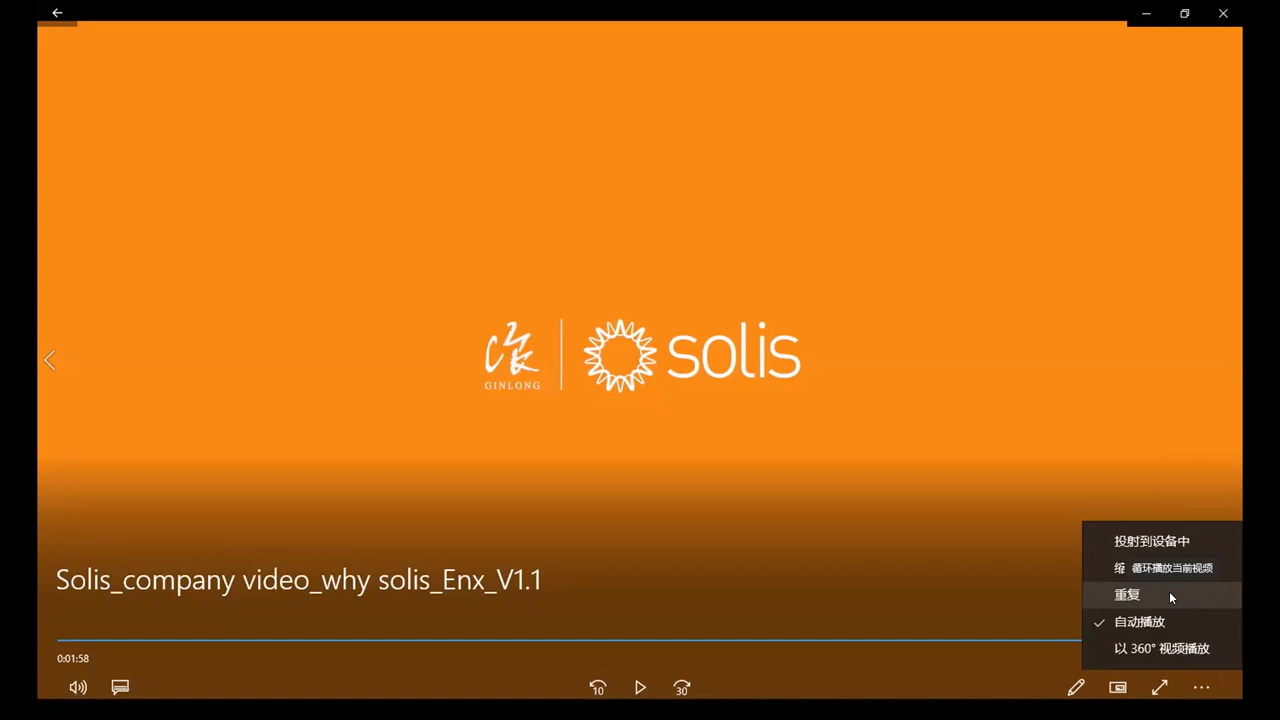 浪
GINLONG
solis
投射到设备中
循环播放当前视频
重复
自动播放
以 360° 视频播放
Solis_company video_why solis_Enx_V1.1
0:01:58
10
30